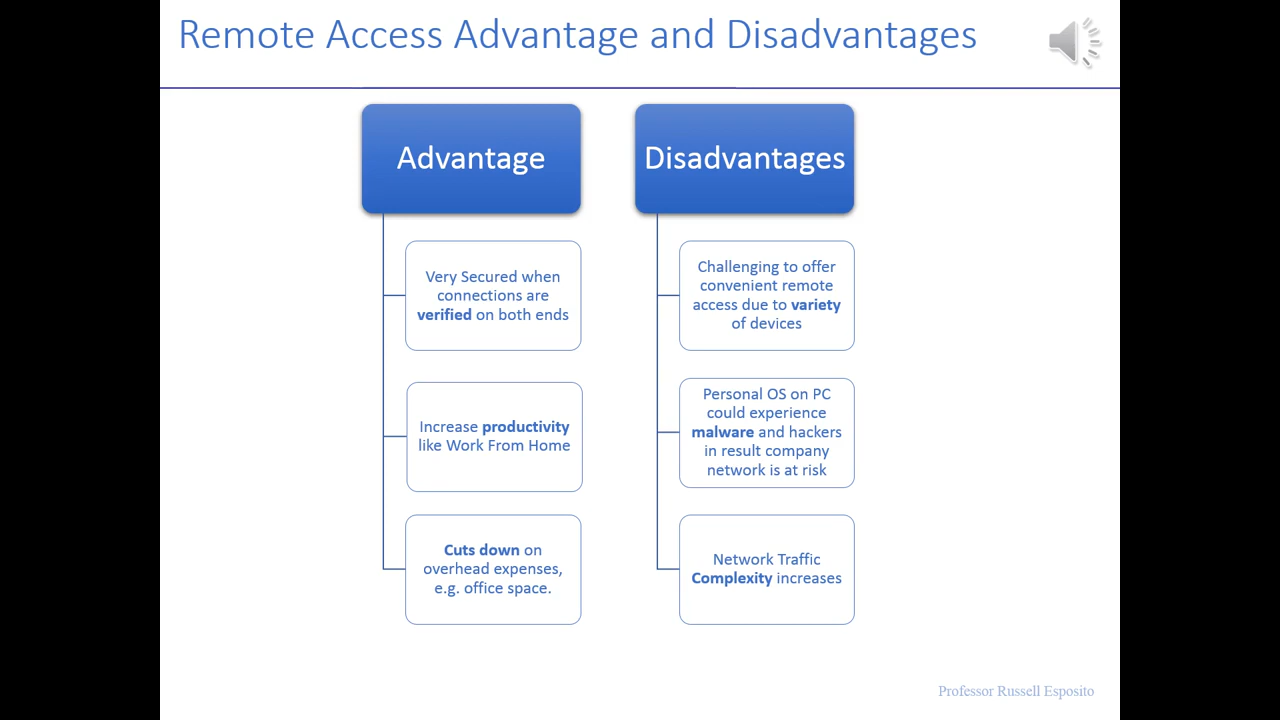 Remote Access Advantage and Disadvantages
Advantage
Very Secured when
connections are
verified on both ends
Increase productivity
like Work From Home
Cuts down on
overhead expenses,
e.g. office space.
Disadvantages
Challenging to offer
convenient remote
access due to variety
of devices
Personal OS on PC
could experience
malware and hackers
in result company
network is at risk
Network Traffic
Complexity increases
Professor Russell Esposito